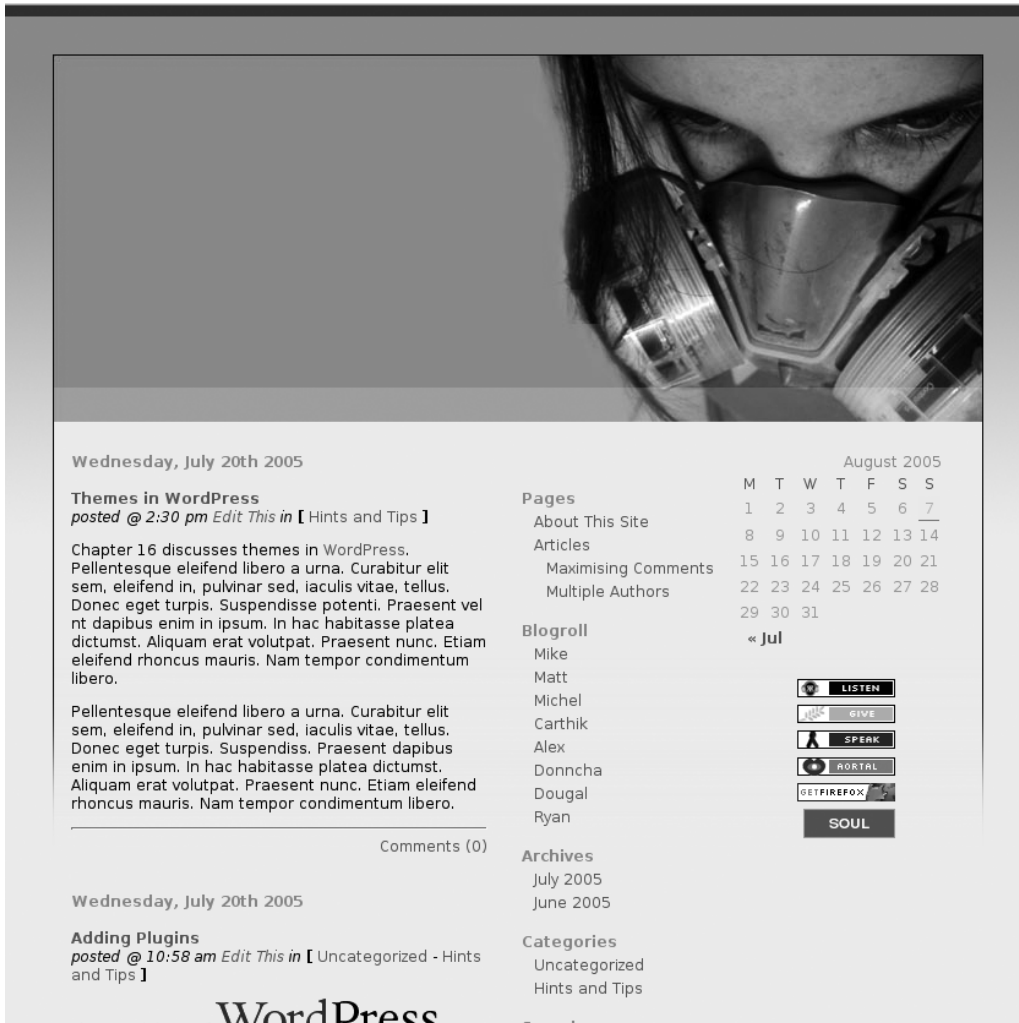 Wednesday, July 20th 2005
Themes in WordPress
posted @ 2:30 pm Edit This in [ Hints and Tips ]
Chapter 16 discusses themes in WordPress.
Pellentesque eleifend libero a urna. Curabitur elit
sem, eleifend in, pulvinar sed, iaculis vitae, tellus.
Donec eget turpis. Suspendisse potenti. Praesent vel
nt dapibus enim in ipsum. In hac habitasse platea
dictumst. Aliquam erat volutpat. Praesent nunc. Etiam
eleifend rhoncus mauris. Nam tempor condimentum
libero.
Pellentesque eleifend libero a urna. Curabitur elit
sem, eleifend in, pulvinar sed, iaculis vitae, tellus.
Donec eget turpis. Suspendiss. Praesent dapibus
enim in ipsum. In hac habitasse platea dictumst.
Aliquam erat volutpat. Praesent nunc. Etiam eleifend
rhoncus mauris. Nam tempor condimentum libero.
Comments (0)
Wednesday, July 20th 2005
Adding Plugins
posted @ 10:58 am Edit This in [ Uncategorized - Hints
and Tips ]
WordPress
Pages
About This Site
Articles
Maximising Comments
Multiple Authors
Blogroll
Mike
Matt
Michel
Carthik
Alex
Donncha
Dougal
Ryan
Archives
July 2005
June 2005
Categories
Uncategorized
Hints and Tips
August 2005
M T W T F S S
1 2 3 4 5 6 7
8 9 10 11 12 13 14
15 16 17 18 19 20 21
22 23 24 25 26 27 28
29 30 31
« Jul
LISTEN
GIVE
SPEAK
AORTAL
GETFIREFOX
SOUL